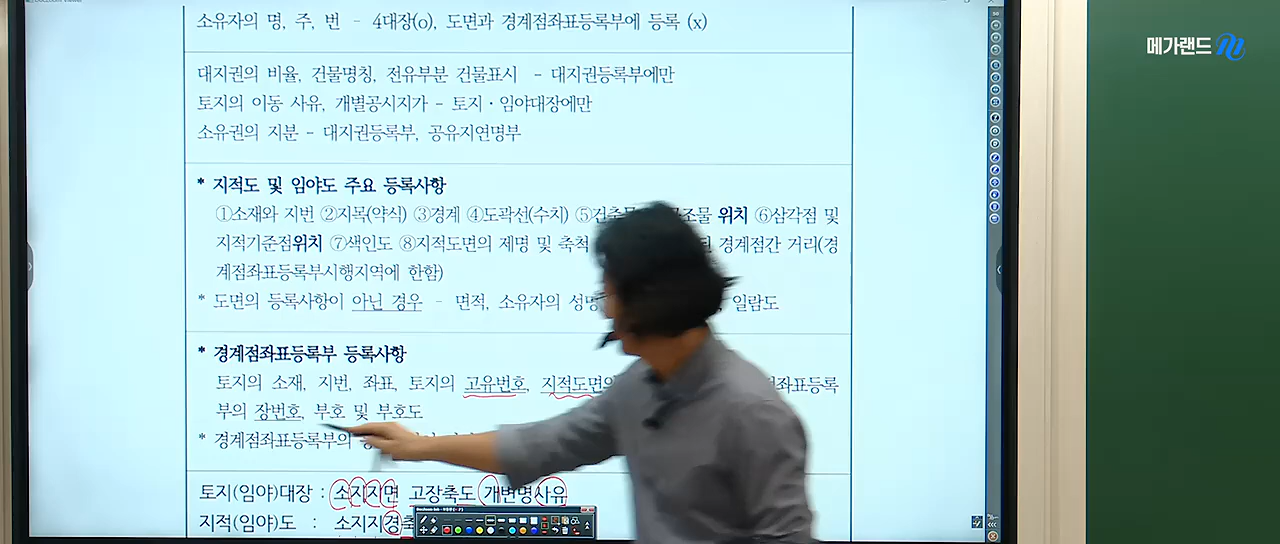 소유자의 명, 주, 번 - 4대장(o), 도면과 경계점좌표등록부에 등록 (x)
메가랜드
대지권의 비율, 건물명칭, 전유부분 건물표시 - 대지권등록부에만
토지의 이동 사유, 개별공시지가 - 토지·임야대장에만
소유권의 지분 - 대지권등록부, 공유지연명부
* 지적도 및 임야도 주요 등록사항
①소재와 지번 ②지목(약식) ③경계 ④도곽선(수치) ⑤건축물 조물 위치 ⑥삼각점 및
지적기준점위치 ⑦색인도 ⑧지적도면의 제명 및 축척 된 경계점간 거리(경
계점좌표등록부시행지역에 한함)
* 도면의 등록사항이 아닌 경우 - 면적, 소유자의 성명 일람도
* 경계점좌표등록부 등록사항
토지의 소재, 지번, 좌표, 토지의 고유번호, 지적도면의 좌표등록
부의 장번호, 부호 및 부호도
* 경계점좌표등록부의
토지(임야)대장 : 소지지면 고장축도 개변명사유
지적(임야)도 : 소지지경축